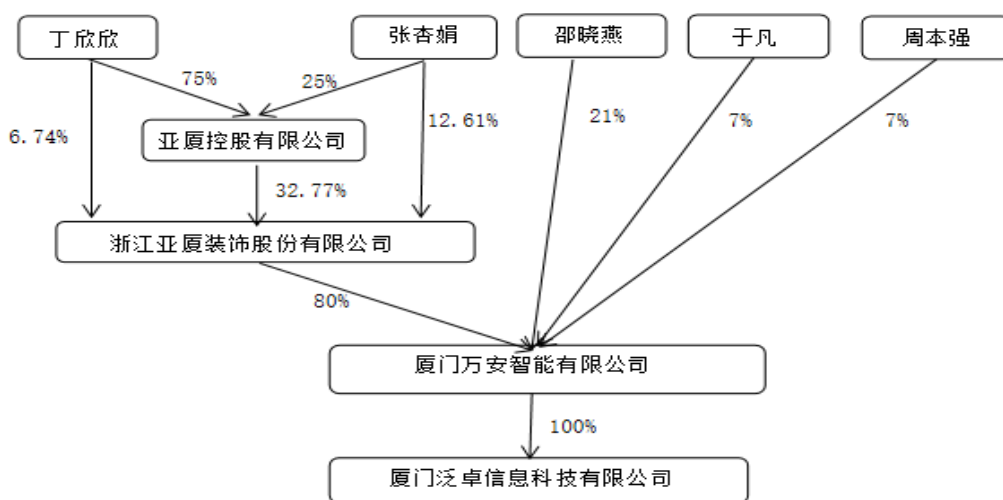 丁欣欣
张杏娟
邵晓燕
于凡
周本强
75%
25%
6.74%
12.61%
21%
7%
7%
亚厦控股有限公司
32.77%
浙江亚厦装饰股份有限公司
80%
厦门万安智能有限公司
100%
厦门泛卓信息科技有限公司